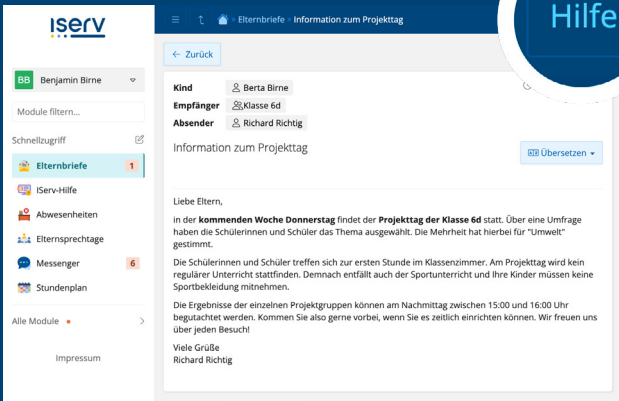 Hilfe
IServ
BB Benjamin Birne
Module filtern...
Schnellzugriff
Elternbriefe 1
IServ-Hilfe
Abwesenheiten
Elternsprechtage
Messenger 6
Stundenplan
Alle Module
Impressum
» Elternbriefe » Information zum Projekttag
← Zurück
Kind Berta Birne
Empfänger Klasse 6d
Absender Richard Richtig
Information zum Projekttag
Übersetzen
Liebe Eltern,
in der kommenden Woche Donnerstag findet der Projekttag der Klasse 6d statt. Über eine Umfrage
haben die Schülerinnen und Schüler das Thema ausgewählt. Die Mehrheit hat hierbei für "Umwelt"
gestimmt.
Die Schülerinnen und Schüler treffen sich zur ersten Stunde im Klassenzimmer. Am Projekttag wird kein
regulärer Unterricht stattfinden. Demnach entfällt auch der Sportunterricht und Ihre Kinder müssen keine
Sportbekleidung mitnehmen.
Die Ergebnisse der einzelnen Projektgruppen können am Nachmittag zwischen 15:00 und 16:00 Uhr
begutachtet werden. Kommen Sie also gerne vorbei, wenn Sie es zeitlich einrichten können. Wir freuen uns
über jeden Besuch!
Viele Grüße
Richard Richtig